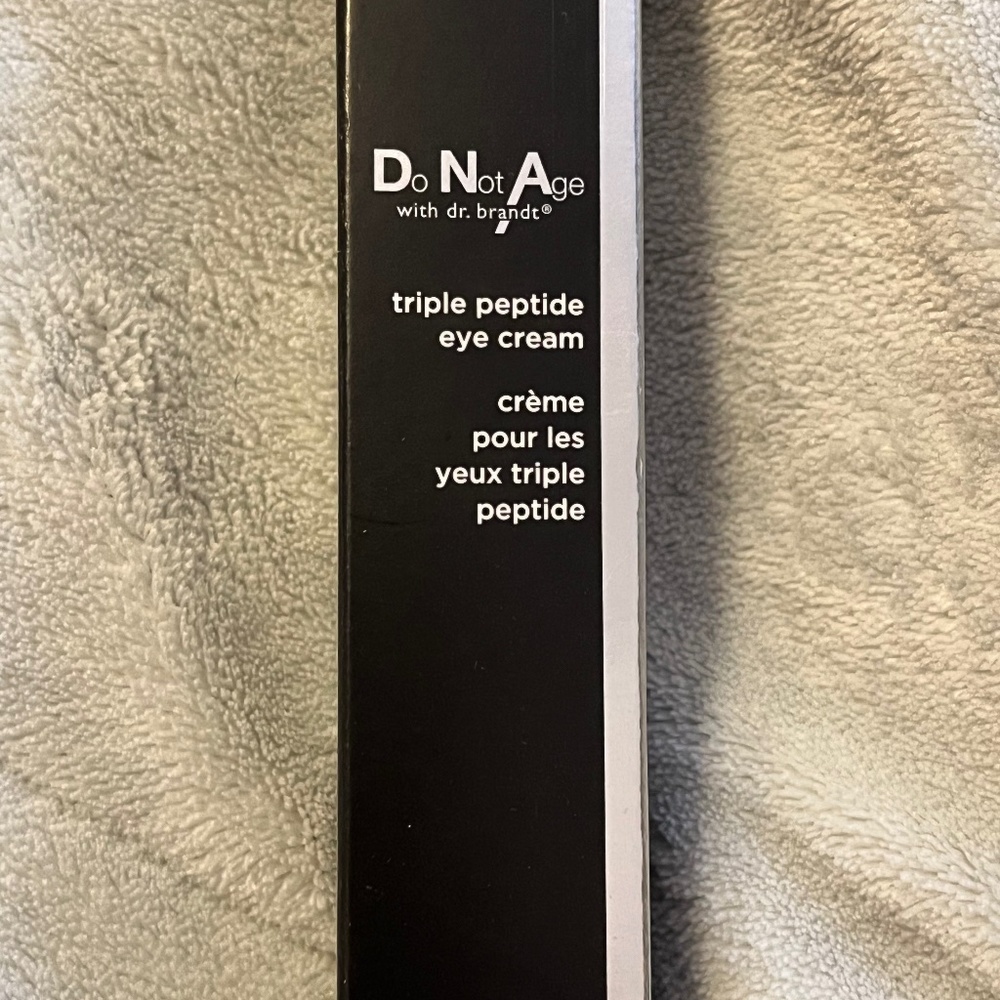 Do Not Age
with dr. brandt®
triple peptide
eye cream
crème
pour les
yeux triple
peptide